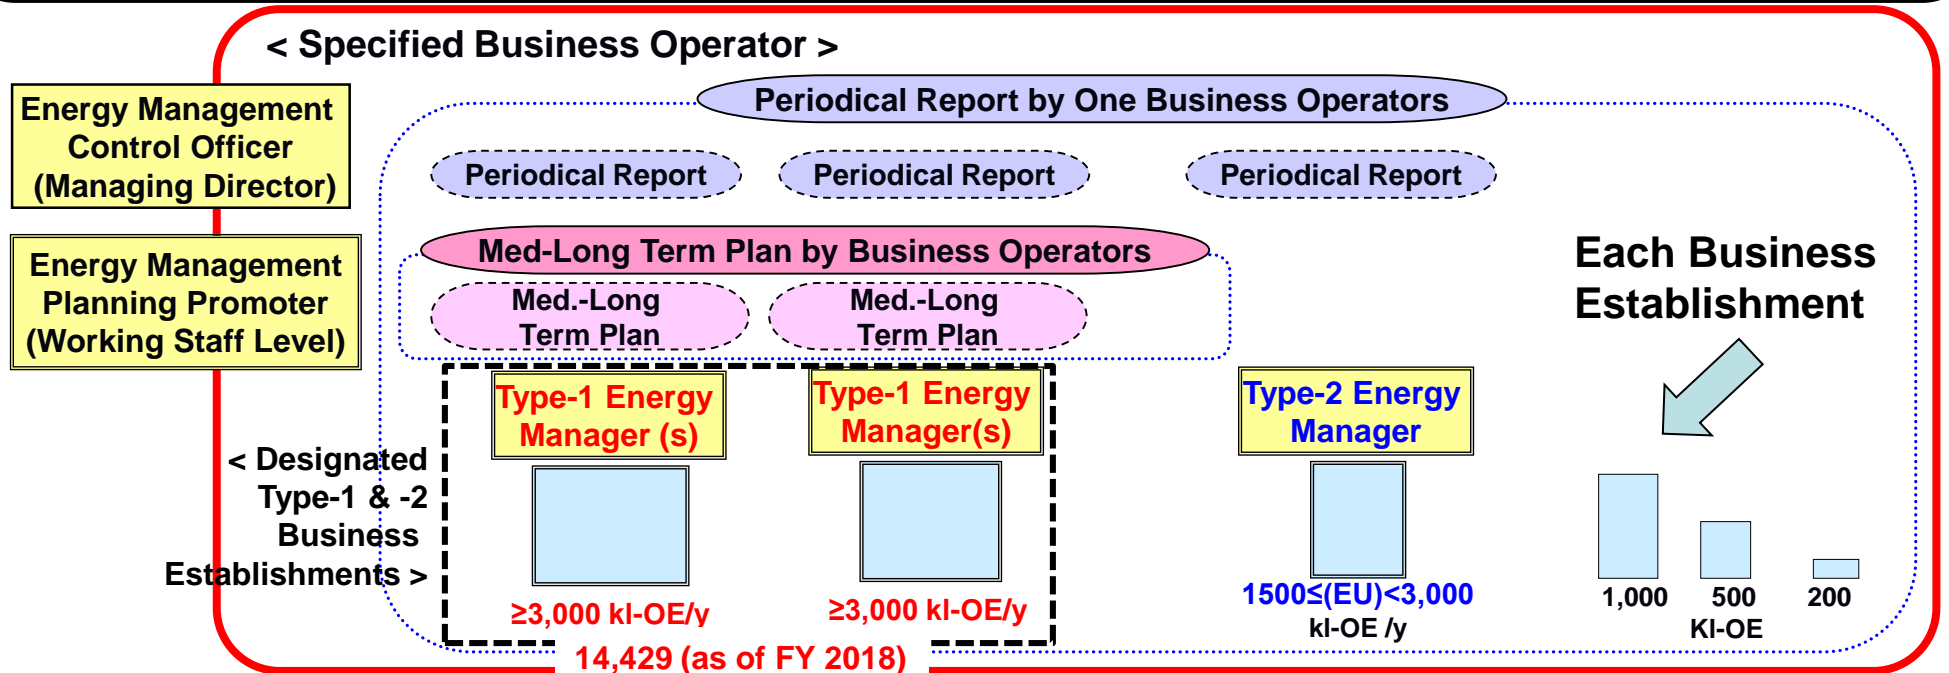 < Specified Business Operator >
Energy Management
Control Officer
(Managing Director)
Energy Management
Planning Promoter
(Working Staff Level)
Periodical Report by One Business Operators
Periodical Report
Periodical Report
Periodical Report
Med-Long Term Plan by Business Operators
Med.-Long
Term Plan
Med.-Long
Term Plan
Each Business
Establishment
Type-1 Energy
Manager (s)
Type-1 Energy
Manager(s)
Type-2 Energy
Manager
< Designated
Type-1 & -2
Business
Establishments >
≥3,000 kl-OE/y
≥3,000 kl-OE/y
1500≤(EU)<3,000
kl-OE /y
1,000
500
200
Kl-OE
14,429 (as of FY 2018)